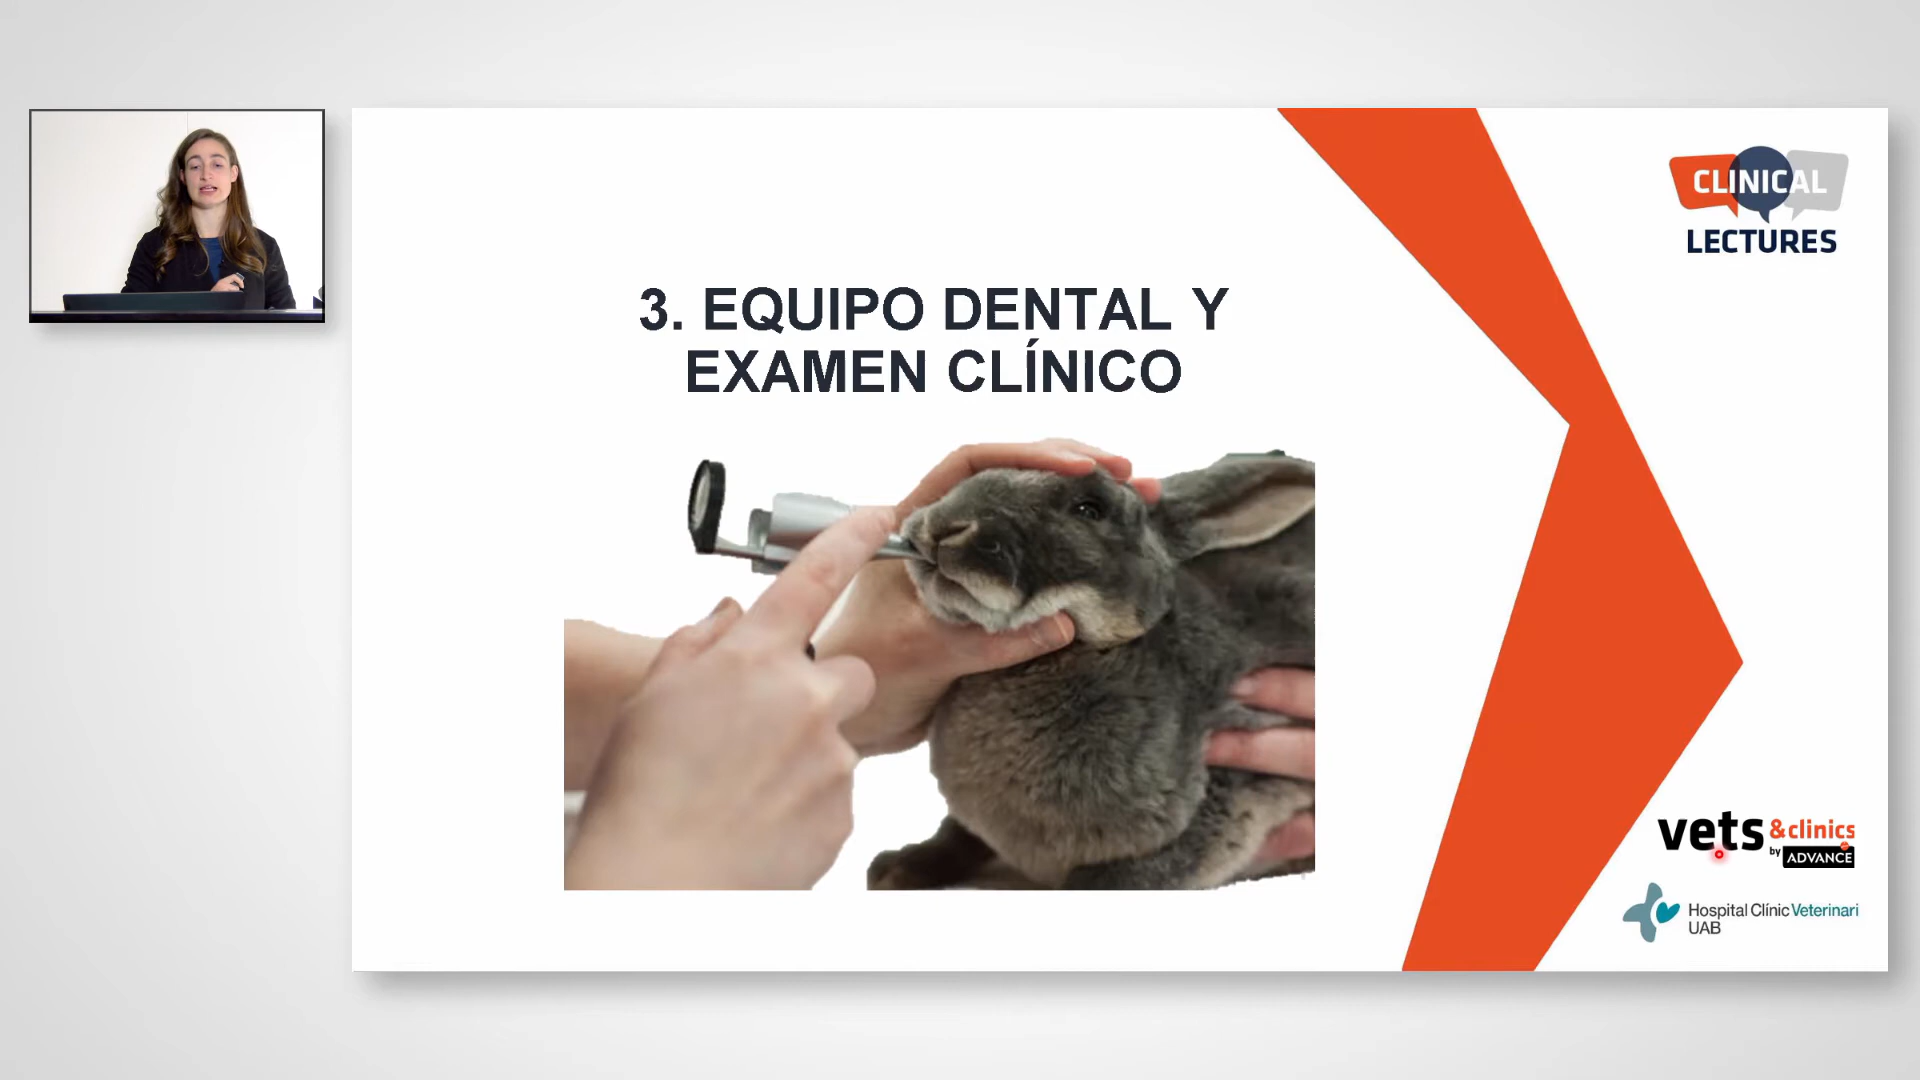 3. EQUIPO DENTAL Y
EXAMEN CLÍNICO
CLINICAL
LECTURES
vets &clinics
by ADVANCE
Hospital Clínic Veterinari
UAB